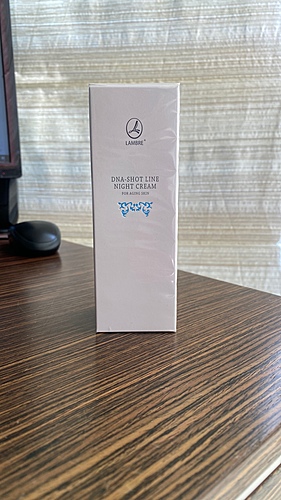 LAMBRE®
DNA-SHOT LINE
NIGHT CREAM
FOR AGING SKIN